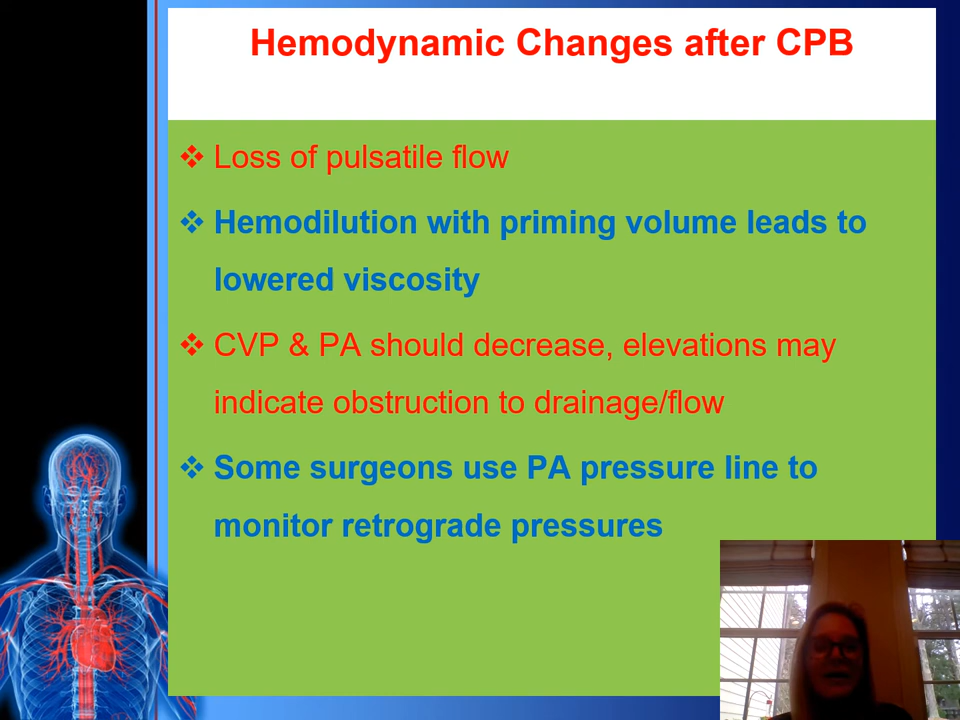 Hemodynamic Changes after CPB
❖ Loss of pulsatile flow
❖ Hemodilution with priming volume leads to
lowered viscosity
❖ CVP & PA should decrease, elevations may
indicate obstruction to drainage/flow
❖ Some surgeons use PA pressure line to
monitor retrograde pressures